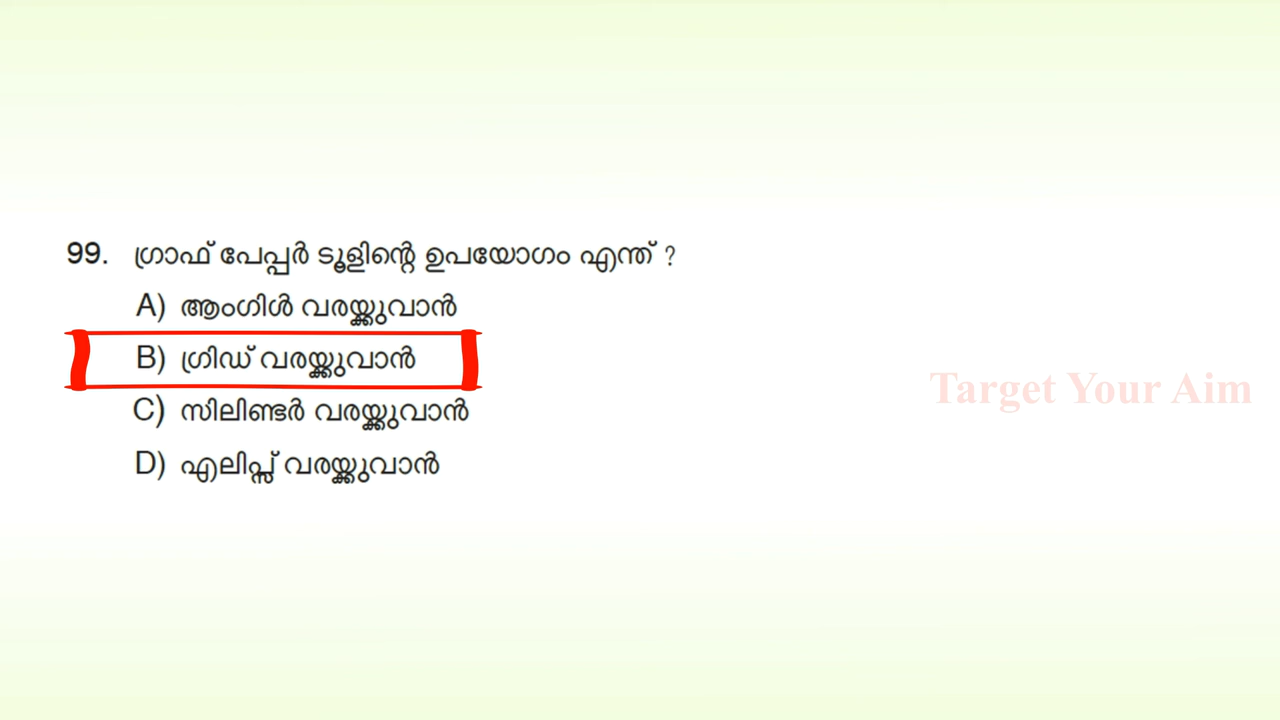 99. ഗ്രാഫ് പേപ്പർ ടൂളിന്റെ ഉപയോഗം എന്ത് ?
A) ആംഗിൾ വരയ്ക്കുവാൻ
B) ഗ്രിഡ് വരയ്ക്കുവാൻ
Target Your Aim
C) സിലിണ്ടർ വരയ്ക്കുവാൻ
D) എലിപ്സ് വരയ്ക്കുവാൻ